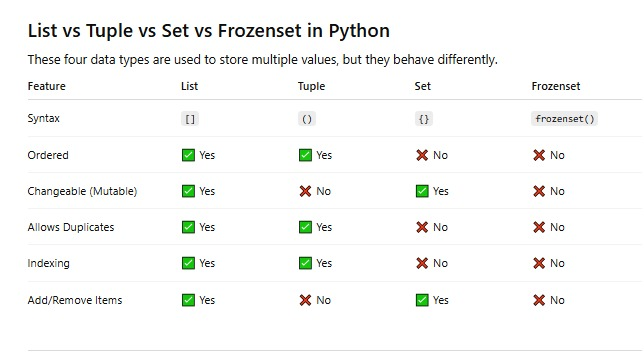 List vs Tuple vs Set vs Frozenset in Python
These four data types are used to store multiple values, but they behave differently.
Feature List Tuple Set Frozenset
Syntax [] () {} frozenset()
Ordered ✅ Yes ✅ Yes ❌ No ❌ No
Changeable (Mutable) ✅ Yes ❌ No ✅ Yes ❌ No
Allows Duplicates ✅ Yes ✅ Yes ❌ No ❌ No
Indexing ✅ Yes ✅ Yes ❌ No ❌ No
Add/Remove Items ✅ Yes ❌ No ✅ Yes ❌ No